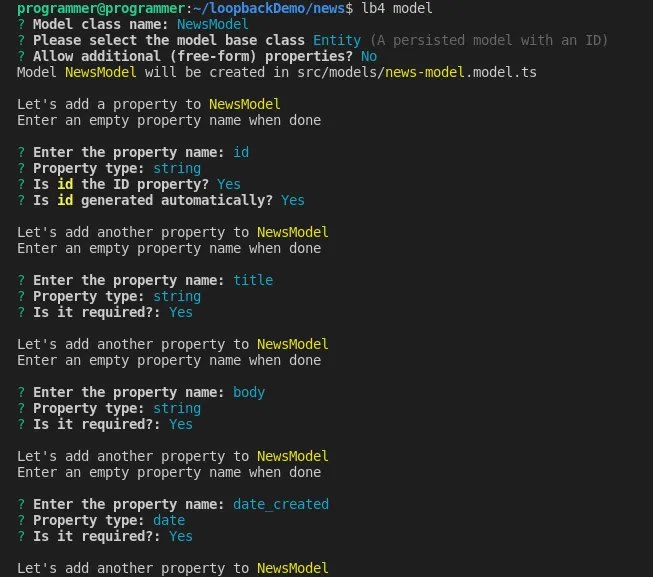 programmer@programmer:~/loopbackDemo/news$ lb4 model
? Model class name: NewsModel
? Please select the model base class Entity (A persisted model with an ID)
? Allow additional (free-form) properties? No
Model NewsModel will be created in src/models/news-model.model.ts
Let's add a property to NewsModel
Enter an empty property name when done
? Enter the property name: id
? Property type: string
? Is id the ID property? Yes
? Is id generated automatically? Yes
Let's add another property to NewsModel
Enter an empty property name when done
? Enter the property name: title
? Property type: string
? Is it required?: Yes
Let's add another property to NewsModel
Enter an empty property name when done
? Enter the property name: body
? Property type: string
? Is it required?: Yes
Let's add another property to NewsModel
Enter an empty property name when done
? Enter the property name: date_created
? Property type: date
? Is it required?: Yes
Let's add another property to NewsModel